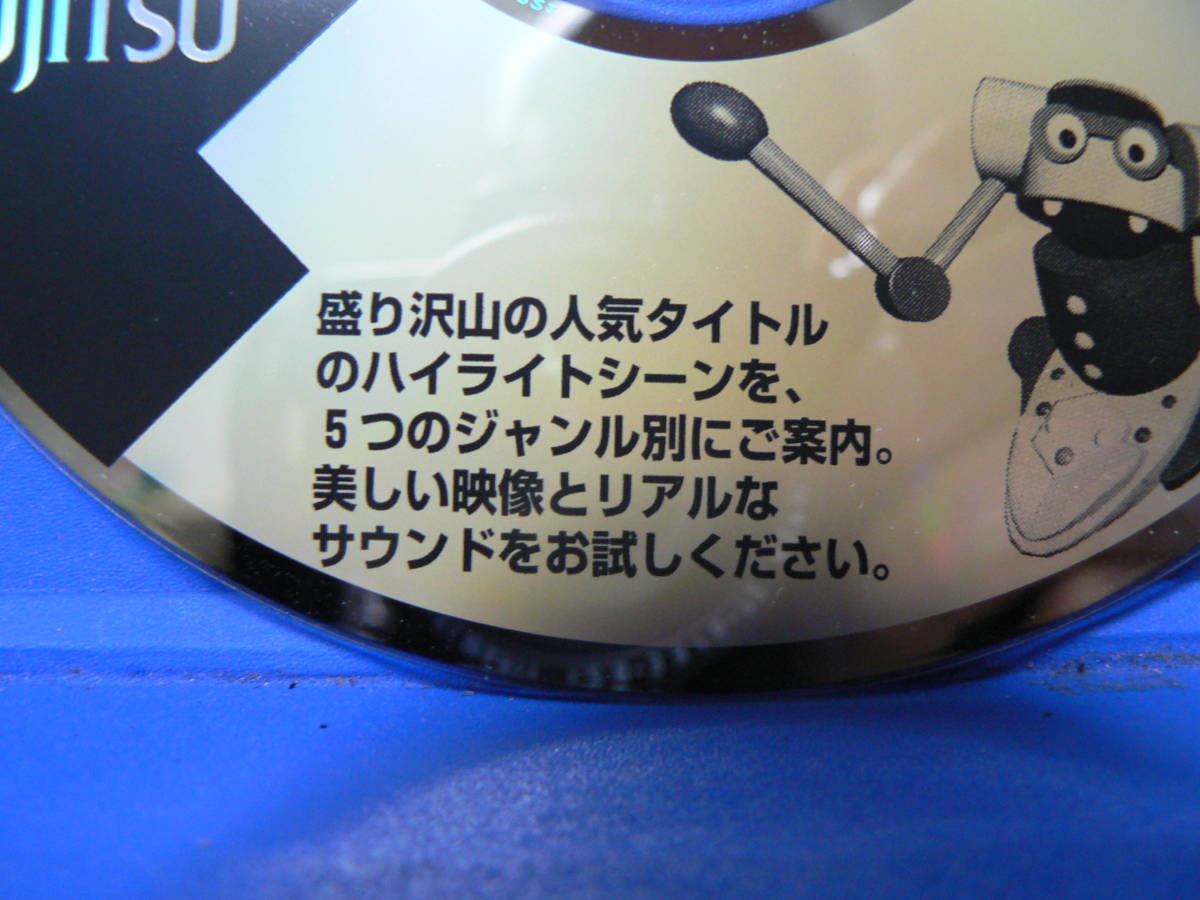 FUJITSU
盛り沢山の人気タイトル
のハイライトシーンを、
5つのジャンル別にご案内。
美しい映像とリアルな
サウンドをお試しください。